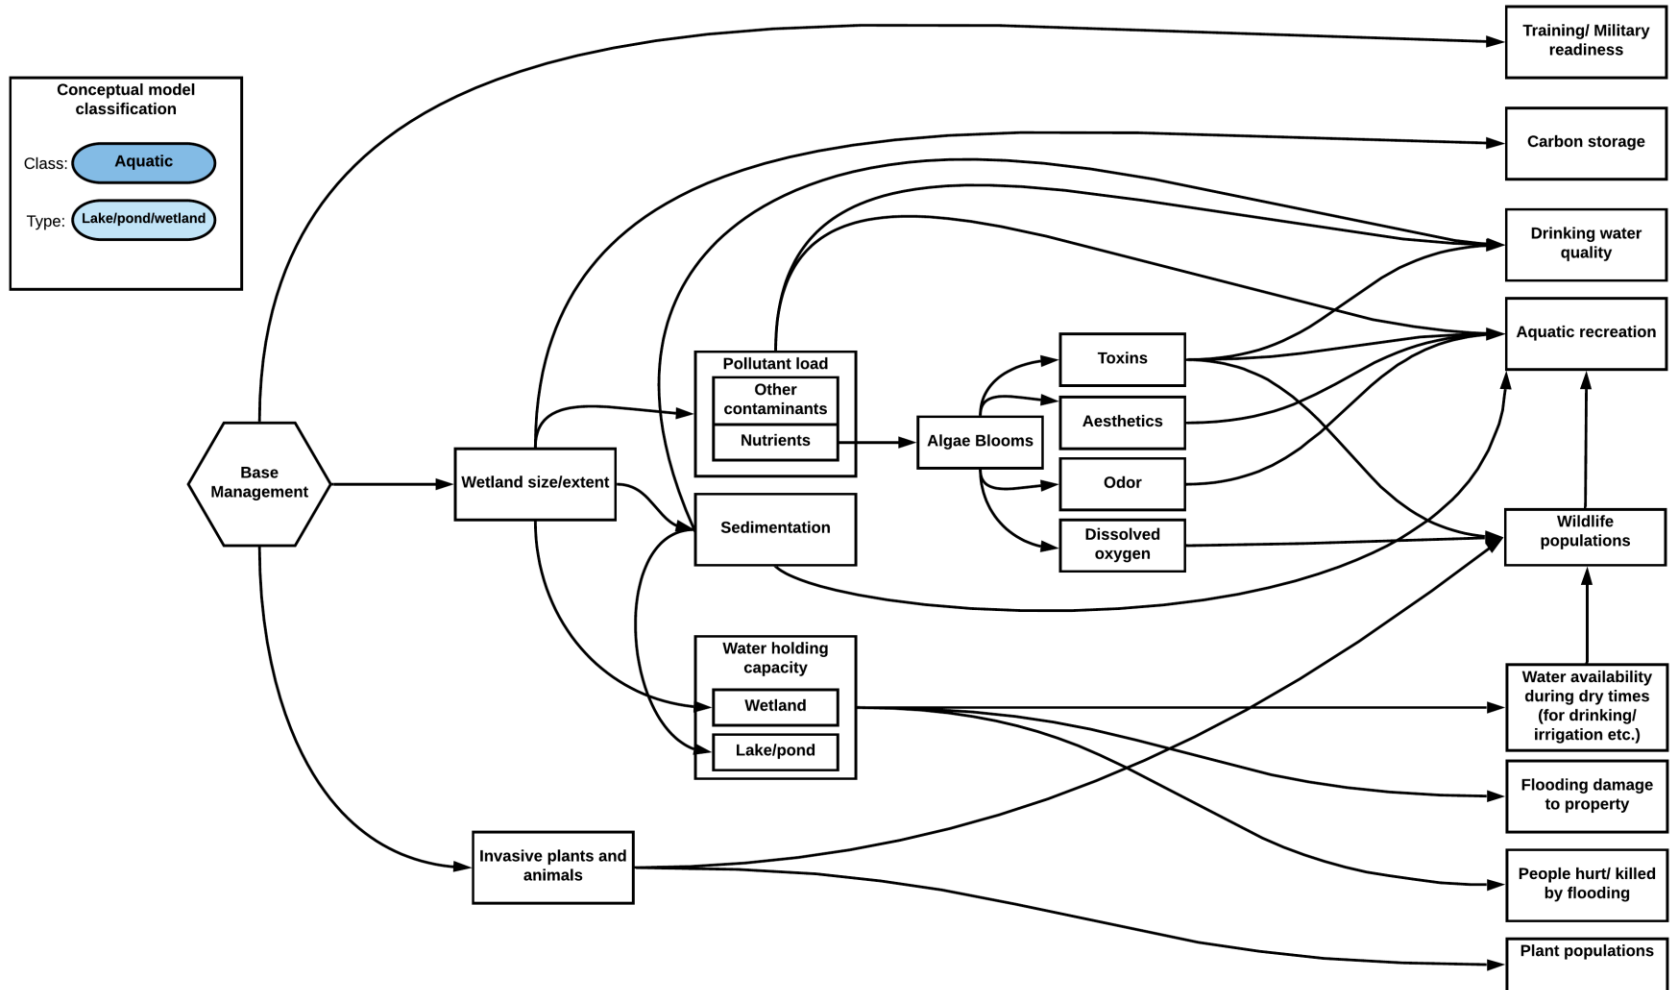 Conceptual model
classification
Class:
Aquatic
Type:
Lake/pond/wetland
Base
Management
Wetland size/extent
Invasive plants and
animals
Pollutant load
Other
contaminants
Nutrients
Sedimentation
Water holding
capacity
Wetland
Lake/pond
Algae Blooms
Toxins
Aesthetics
Odor
Dissolved
oxygen
Training/ Military
readiness
Carbon storage
Drinking water
quality
Aquatic recreation
Wildlife
populations
Water availability
during dry times
(for drinking/
irrigation etc.)
Flooding damage
to property
People hurt/ killed
by flooding
Plant populations